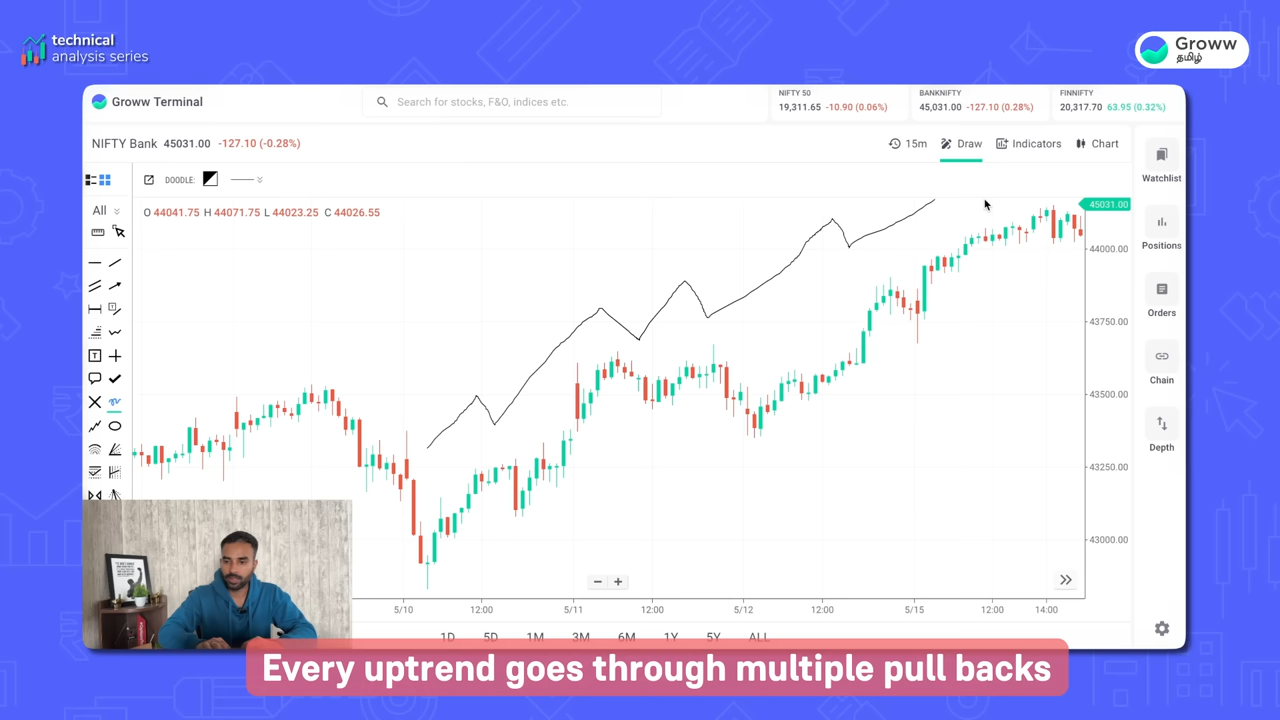 technical
analysis series
Groww
தமிழ்
Groww Terminal
Search for stocks, F&O, indices etc.
NIFTY 50
19,311.65 -10.90 (0.06%)
BANKNIFTY
45,031.00 -127.10 (0.28%)
FINNIFTY
20,317.70 63.95 (0.32%)
NIFTY Bank 45031.00 -127.10 (-0.28%)
15m
Draw
Indicators
Chart
Watchlist
Positions
Orders
Chain
Depth
DOODLE:
All
O 44041.75 H 44071.75 L 44023.25 C 44026.55
45031.00
44000.00
43750.00
43500.00
43250.00
43000.00
5/10 12:00 5/11 12:00 5/12 12:00 5/15 12:00 14:00
1D 5D 1M 3M 6M 1Y 5Y ALL
Every uptrend goes through multiple pull backs